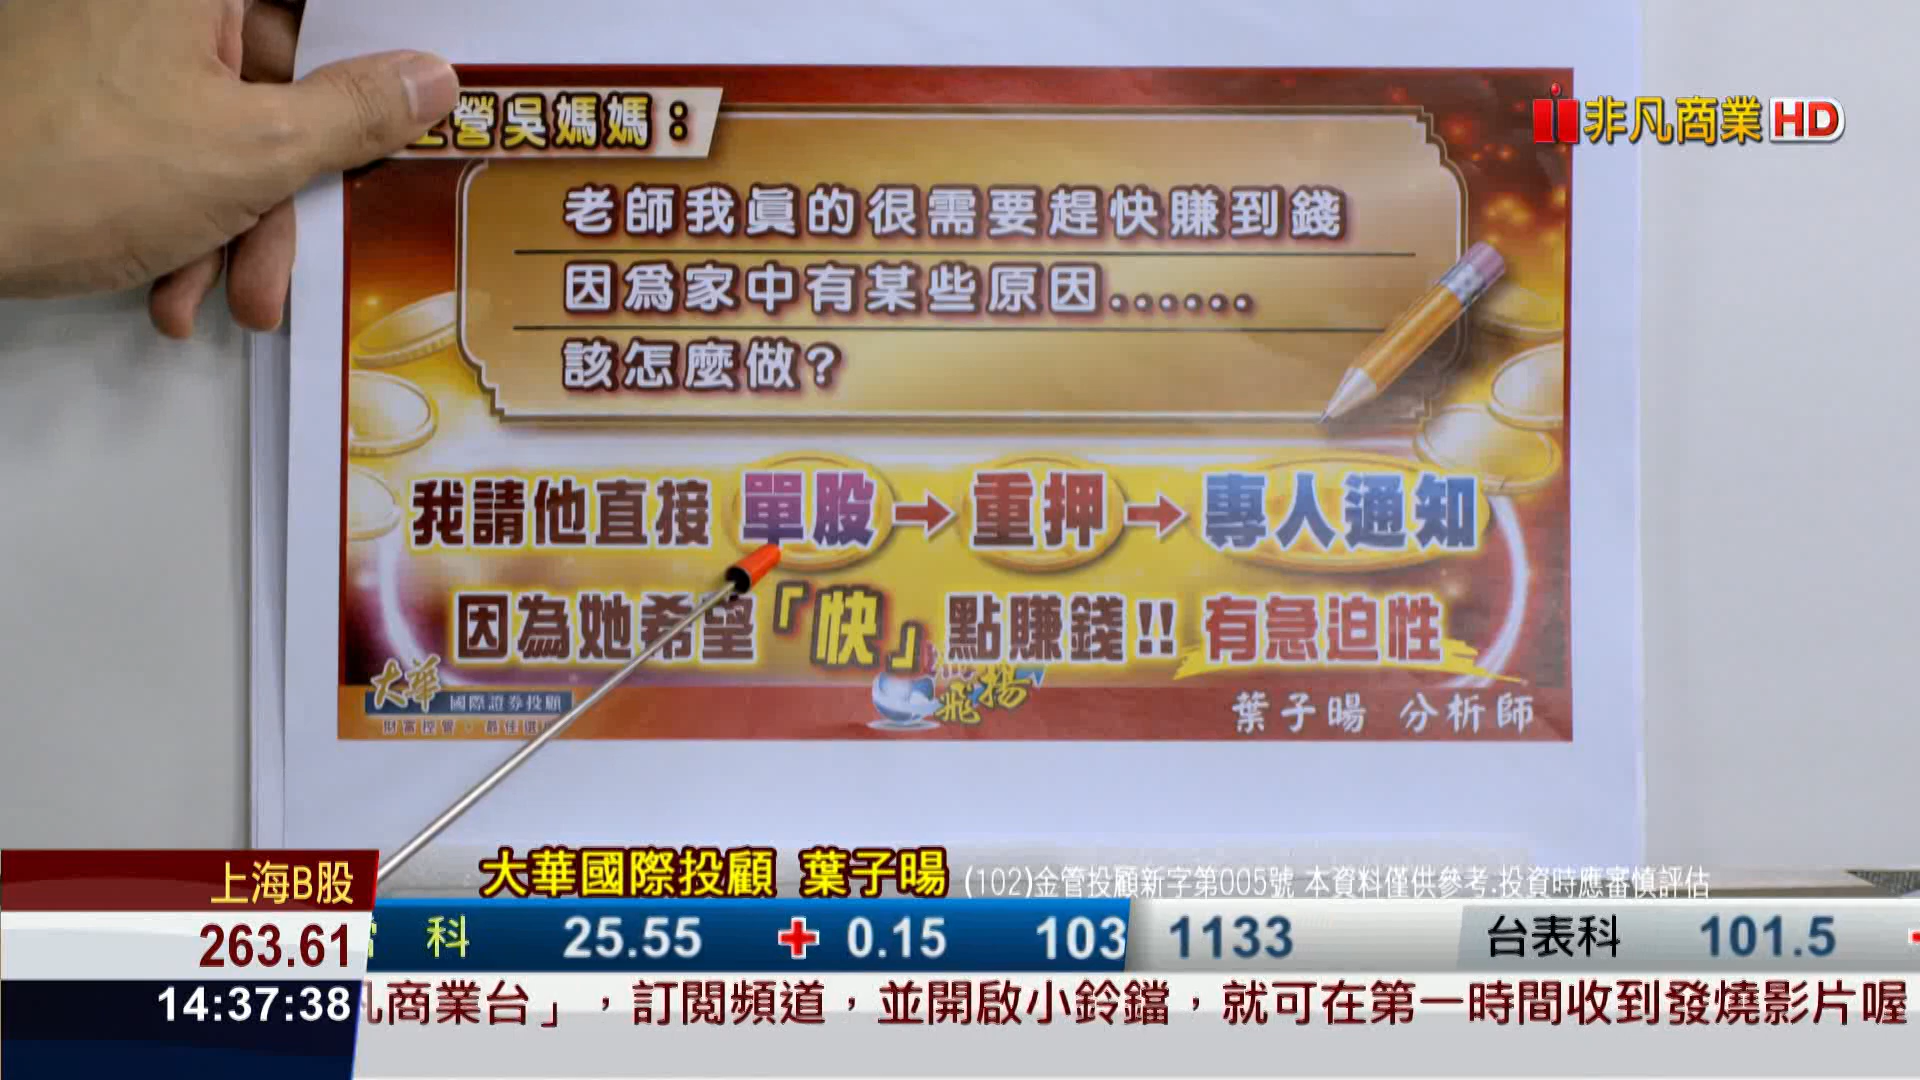 營吳媽媽：
非凡商業HD
老師我真的很需要趕快賺到錢
因為家中有某些原因......
該怎麼做？
我請他直接 單股→重押→專人通知
因為她希望「快」點賺錢!! 有急迫性
大華 國際證券投顧
財富控管
飛揚
葉子暘 分析師
上海B股
大華國際投顧 葉子暘 (102)金管投顧新字第005號 本資料僅供參考.投資時應審慎評估
263.61
科 25.55 + 0.15 103 1133 台表科 101.5
14:37:38
凡商業台」，訂閱頻道，並開啟小鈴鐺，就可在第一時間收到發燒影片喔